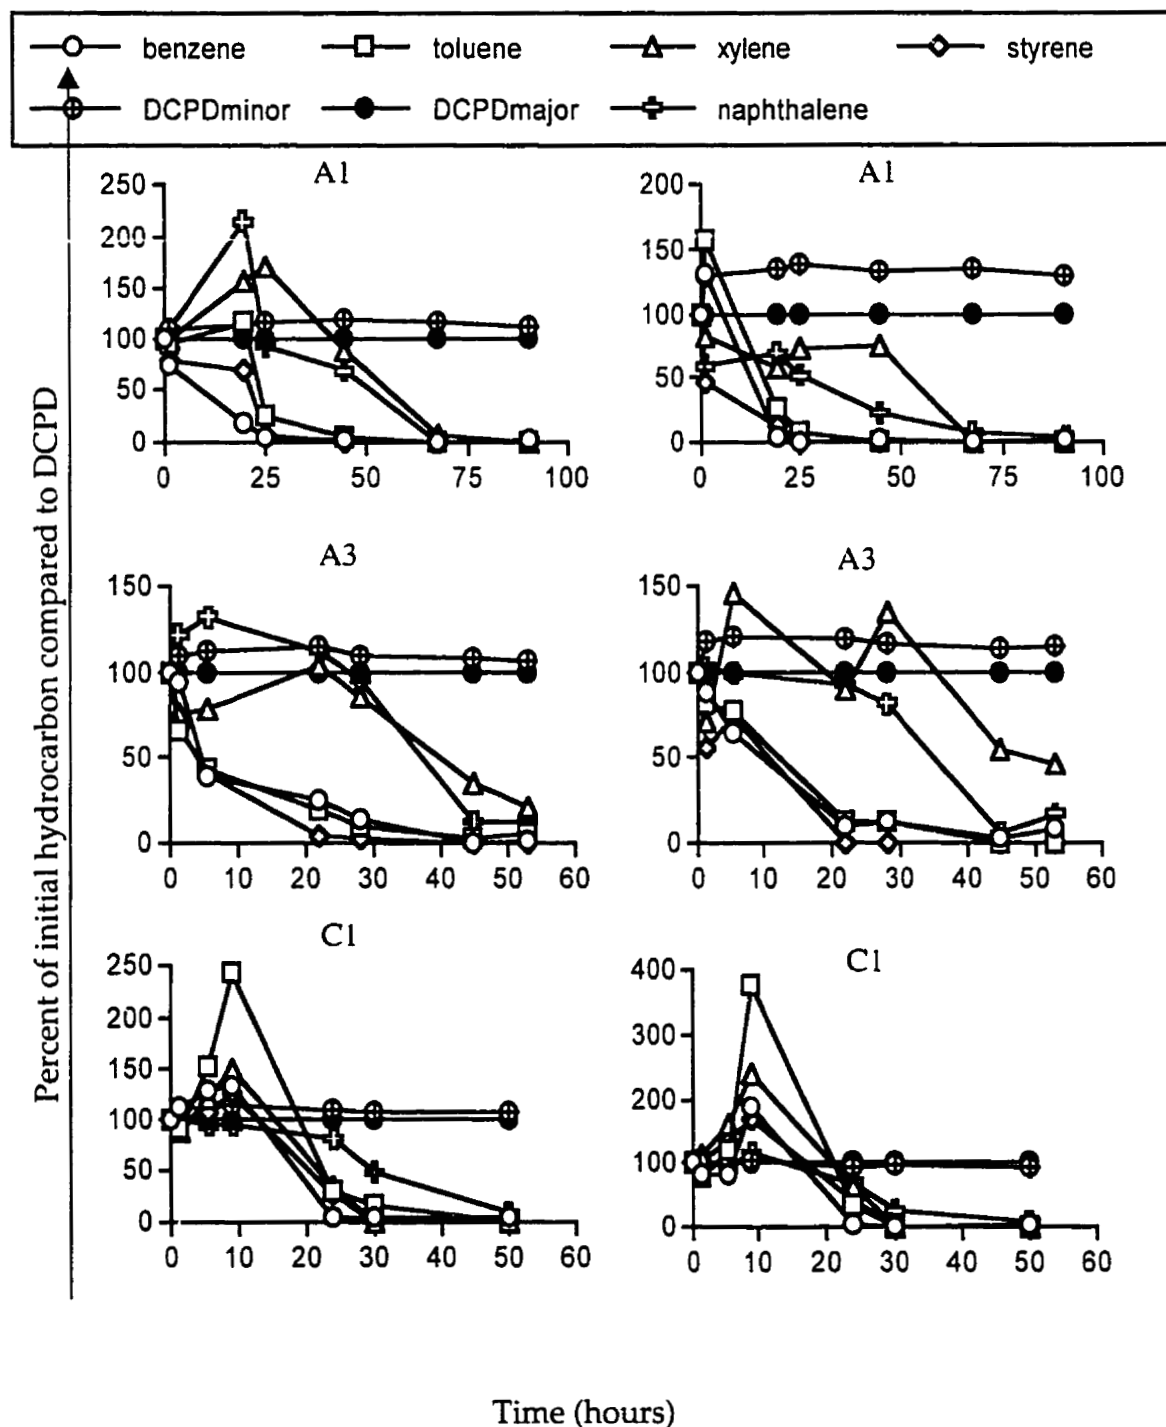 benzene toluene xylene styrene
DCPDminor DCPDmajor naphthalene
Percent of initial hydrocarbon compared to DCPD
A1
250
200
150
100
50
0
0 25 50 75 100
A1
200
150
100
50
0
0 25 50 75 100
A3
150
100
50
0
0 10 20 30 40 50 60
A3
150
100
50
0
0 10 20 30 40 50 60
C1
250
200
150
100
50
0
0 10 20 30 40 50 60
C1
400
300
200
100
0
0 10 20 30 40 50 60
Time (hours)